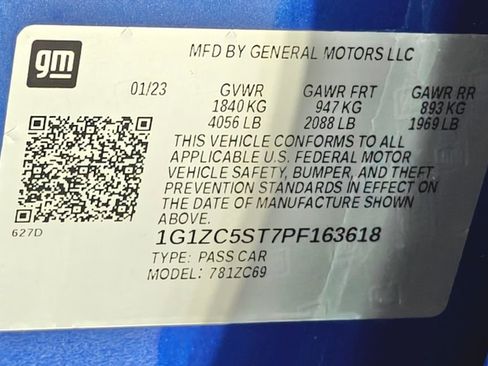 gm
MFD BY GENERAL MOTORS LLC
01/23 GVWR GAWR FRT GAWR RR
1840 KG 947 KG 893 KG
4056 LB 2088 LB 1969 LB
THIS VEHICLE CONFORMS TO ALL
APPLICABLE U.S. FEDERAL MOTOR
VEHICLE SAFETY, BUMPER, AND THEFT
PREVENTION STANDARDS IN EFFECT ON
THE DATE OF MANUFACTURE SHOWN
ABOVE.
627D
1G1ZC5ST7PF163618
TYPE: PASS CAR
MODEL: 781ZC69